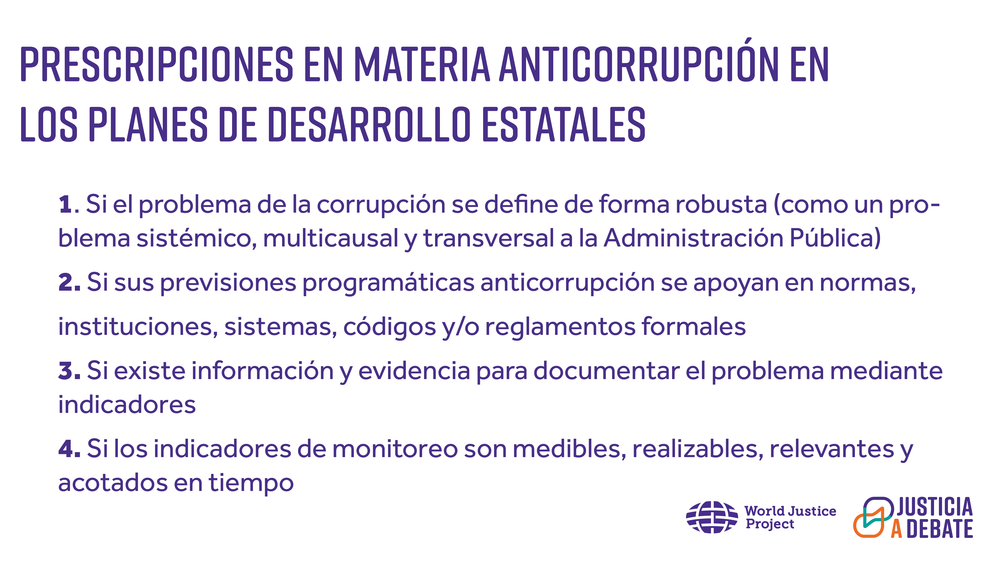 PRESCRIPCIONES EN MATERIA ANTICORRUPCIÓN EN
LOS PLANES DE DESARROLLO ESTATALES
1. Si el problema de la corrupción se define de forma robusta (como un pro-
blema sistémico, multicausal y transversal a la Administración Pública)
2. Si sus previsiones programáticas anticorrupción se apoyan en normas,
instituciones, sistemas, códigos y/o reglamentos formales
3. Si existe información y evidencia para documentar el problema mediante
indicadores
4. Si los indicadores de monitoreo son medibles, realizables, relevantes y
acotados en tiempo
World Justice
Project
JUSTICIA
A DEBATE